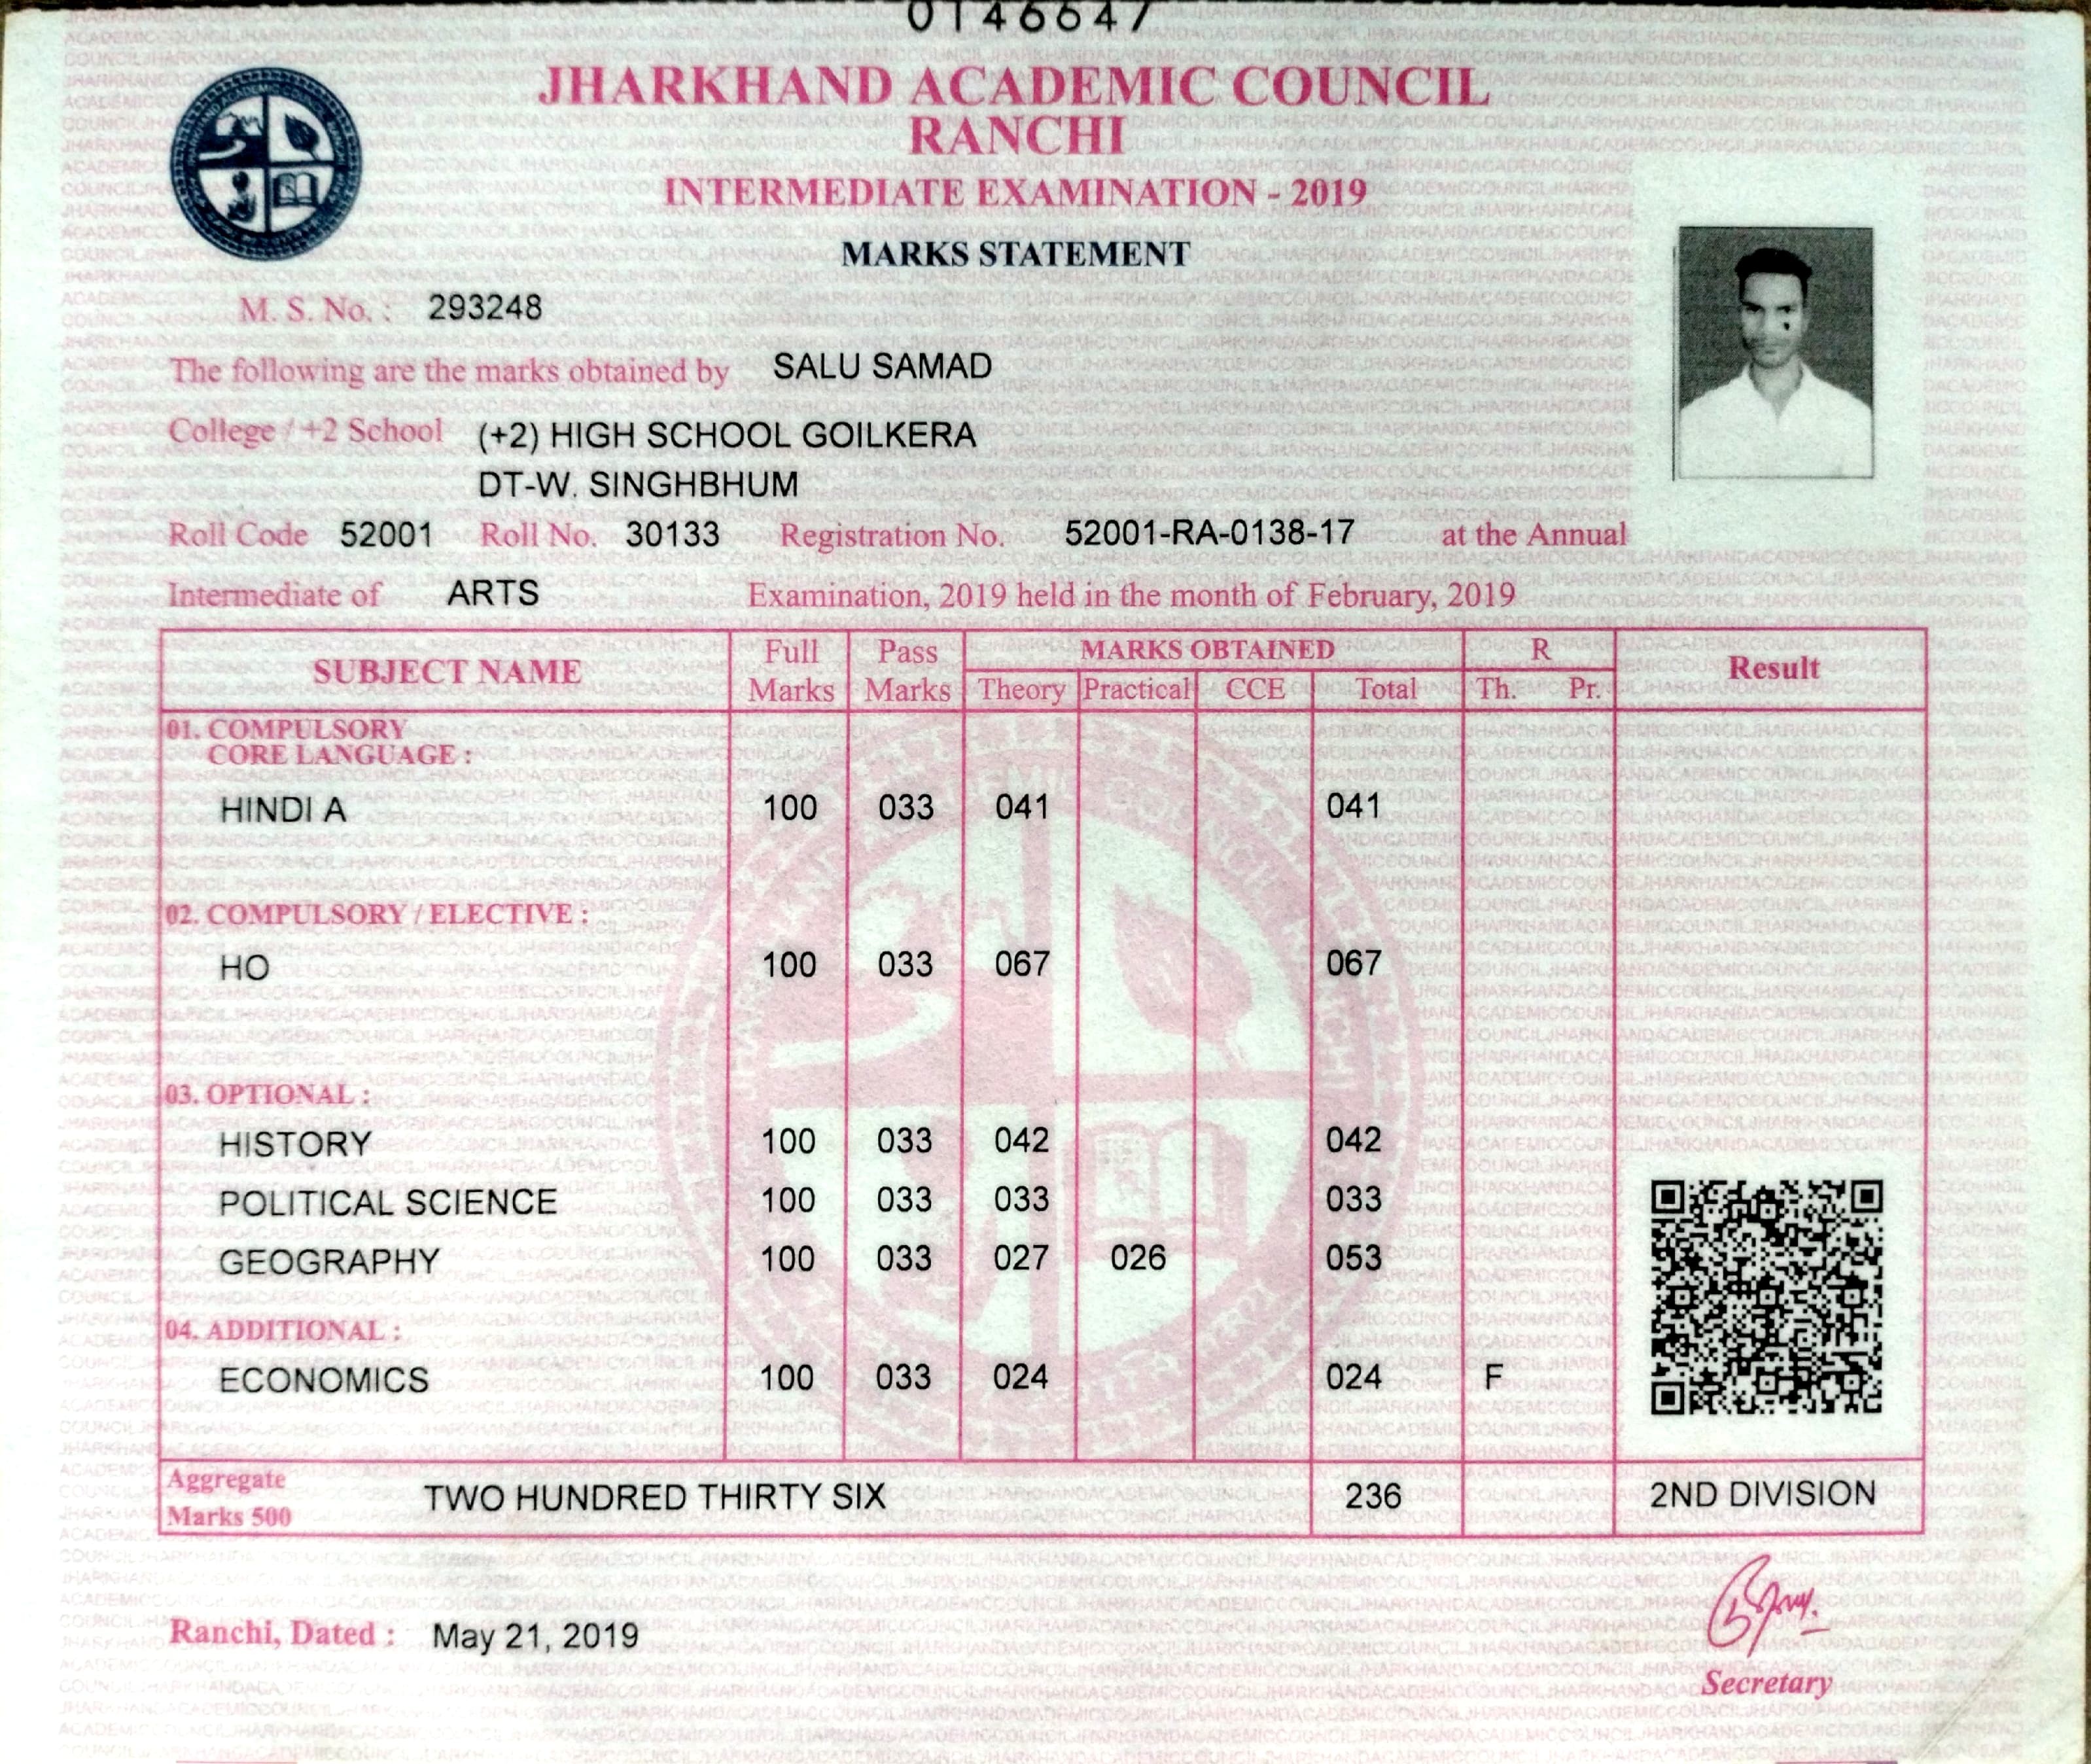 0146647
JHARKHAND ACADEMIC COUNCIL
RANCHI
INTERMEDIATE EXAMINATION - 2019
MARKS STATEMENT
M. S. No. : 293248
The following are the marks obtained by SALU SAMAD
College / +2 School (+2) HIGH SCHOOL GOILKERA
DT-W. SINGHBHUM
Roll Code 52001 Roll No. 30133 Registration No. 52001-RA-0138-17 at the Annual
Intermediate of ARTS Examination, 2019 held in the month of February, 2019
SUBJECT NAME Full Marks Pass Marks MARKS OBTAINED R Result
Theory Practical CCE Total Th. Pr.
01. COMPULSORY
CORE LANGUAGE :
HINDI A 100 033 041 041
02. COMPULSORY / ELECTIVE :
HO 100 033 067 067
03. OPTIONAL :
HISTORY 100 033 042 042
POLITICAL SCIENCE 100 033 033 033
GEOGRAPHY 100 033 027 026 053
04. ADDITIONAL :
ECONOMICS 100 033 024 024 F
Aggregate
Marks 500 TWO HUNDRED THIRTY SIX 236 2ND DIVISION
Ranchi, Dated : May 21, 2019
Secretary